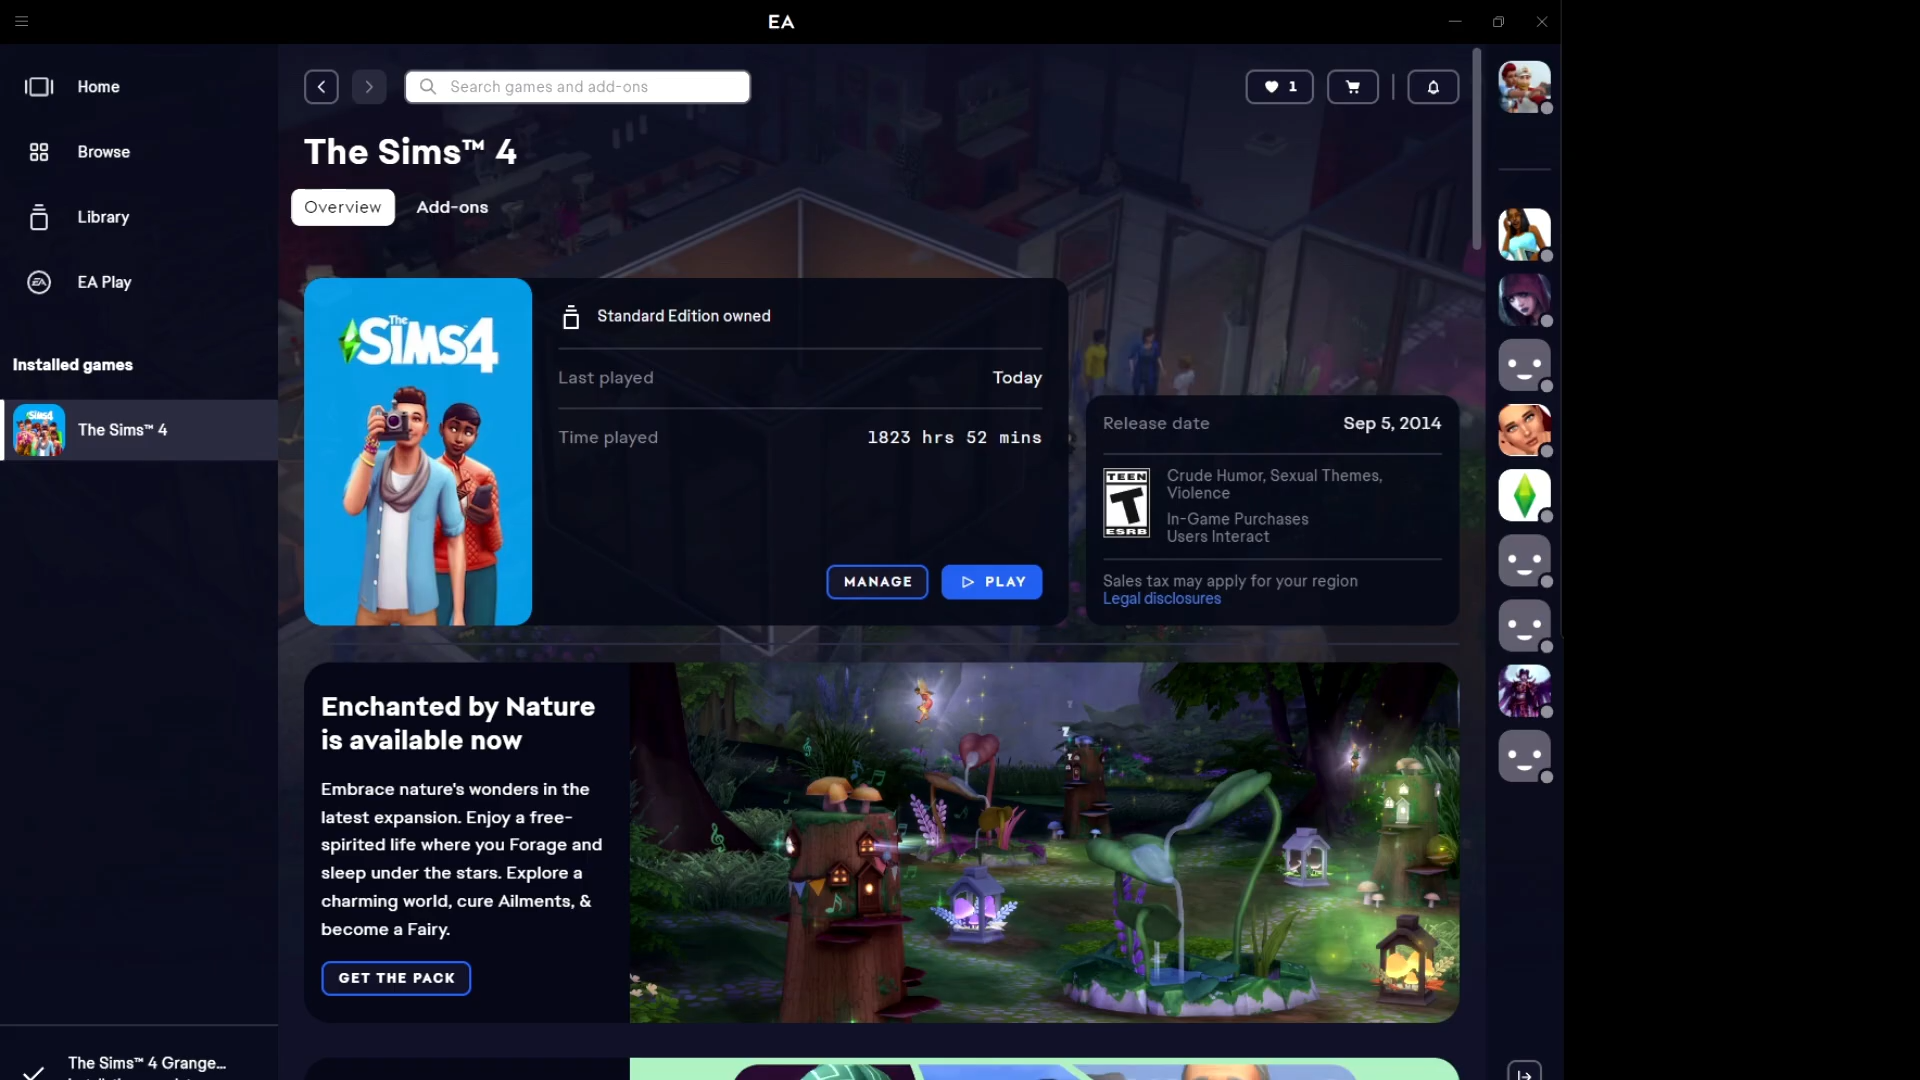 EA
Home
Browse
Library
EA Play
Installed games
The Sims™ 4
Search games and add-ons
1
The Sims™ 4
Overview
Add-ons
The
SIMS4
Standard Edition owned
Last played
Today
Time played
1823 hrs 52 mins
MANAGE
PLAY
Release date
Sep 5, 2014
TEEN
T
ESRB
Crude Humor, Sexual Themes,
Violence
In-Game Purchases
Users Interact
Sales tax may apply for your region
Legal disclosures
Enchanted by Nature
is available now
Embrace nature's wonders in the
latest expansion. Enjoy a free-
spirited life where you Forage and
sleep under the stars. Explore a
charming world, cure Ailments, &
become a Fairy.
GET THE PACK
The Sims™ 4 Grange...